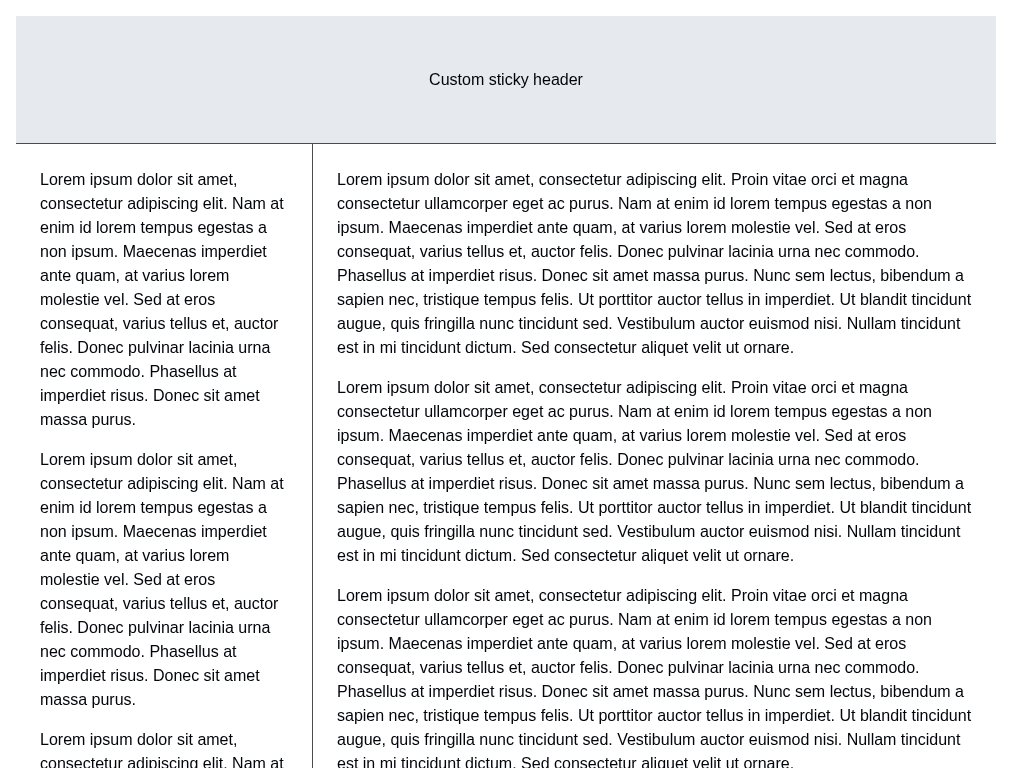 Custom sticky header
Lorem ipsum dolor sit amet,
consectetur adipiscing elit. Nam at
enim id lorem tempus egestas a
non ipsum. Maecenas imperdiet
ante quam, at varius lorem
molestie vel. Sed at eros
consequat, varius tellus et, auctor
felis. Donec pulvinar lacinia urna
nec commodo. Phasellus at
imperdiet risus. Donec sit amet
massa purus.
Lorem ipsum dolor sit amet,
consectetur adipiscing elit. Nam at
enim id lorem tempus egestas a
non ipsum. Maecenas imperdiet
ante quam, at varius lorem
molestie vel. Sed at eros
consequat, varius tellus et, auctor
felis. Donec pulvinar lacinia urna
nec commodo. Phasellus at
imperdiet risus. Donec sit amet
massa purus.
Lorem ipsum dolor sit amet,
consectetur adipiscing elit. Nam at
Lorem ipsum dolor sit amet, consectetur adipiscing elit. Proin vitae orci et magna
consectetur ullamcorper eget ac purus. Nam at enim id lorem tempus egestas a non
ipsum. Maecenas imperdiet ante quam, at varius lorem molestie vel. Sed at eros
consequat, varius tellus et, auctor felis. Donec pulvinar lacinia urna nec commodo.
Phasellus at imperdiet risus. Donec sit amet massa purus. Nunc sem lectus, bibendum a
sapien nec, tristique tempus felis. Ut porttitor auctor tellus in imperdiet. Ut blandit tincidunt
augue, quis fringilla nunc tincidunt sed. Vestibulum auctor euismod nisi. Nullam tincidunt
est in mi tincidunt dictum. Sed consectetur aliquet velit ut ornare.
Lorem ipsum dolor sit amet, consectetur adipiscing elit. Proin vitae orci et magna
consectetur ullamcorper eget ac purus. Nam at enim id lorem tempus egestas a non
ipsum. Maecenas imperdiet ante quam, at varius lorem molestie vel. Sed at eros
consequat, varius tellus et, auctor felis. Donec pulvinar lacinia urna nec commodo.
Phasellus at imperdiet risus. Donec sit amet massa purus. Nunc sem lectus, bibendum a
sapien nec, tristique tempus felis. Ut porttitor auctor tellus in imperdiet. Ut blandit tincidunt
augue, quis fringilla nunc tincidunt sed. Vestibulum auctor euismod nisi. Nullam tincidunt
est in mi tincidunt dictum. Sed consectetur aliquet velit ut ornare.
Lorem ipsum dolor sit amet, consectetur adipiscing elit. Proin vitae orci et magna
consectetur ullamcorper eget ac purus. Nam at enim id lorem tempus egestas a non
ipsum. Maecenas imperdiet ante quam, at varius lorem molestie vel. Sed at eros
consequat, varius tellus et, auctor felis. Donec pulvinar lacinia urna nec commodo.
Phasellus at imperdiet risus. Donec sit amet massa purus. Nunc sem lectus, bibendum a
sapien nec, tristique tempus felis. Ut porttitor auctor tellus in imperdiet. Ut blandit tincidunt
augue, quis fringilla nunc tincidunt sed. Vestibulum auctor euismod nisi. Nullam tincidunt
est in mi tincidunt dictum. Sed consectetur aliquet velit ut ornare.